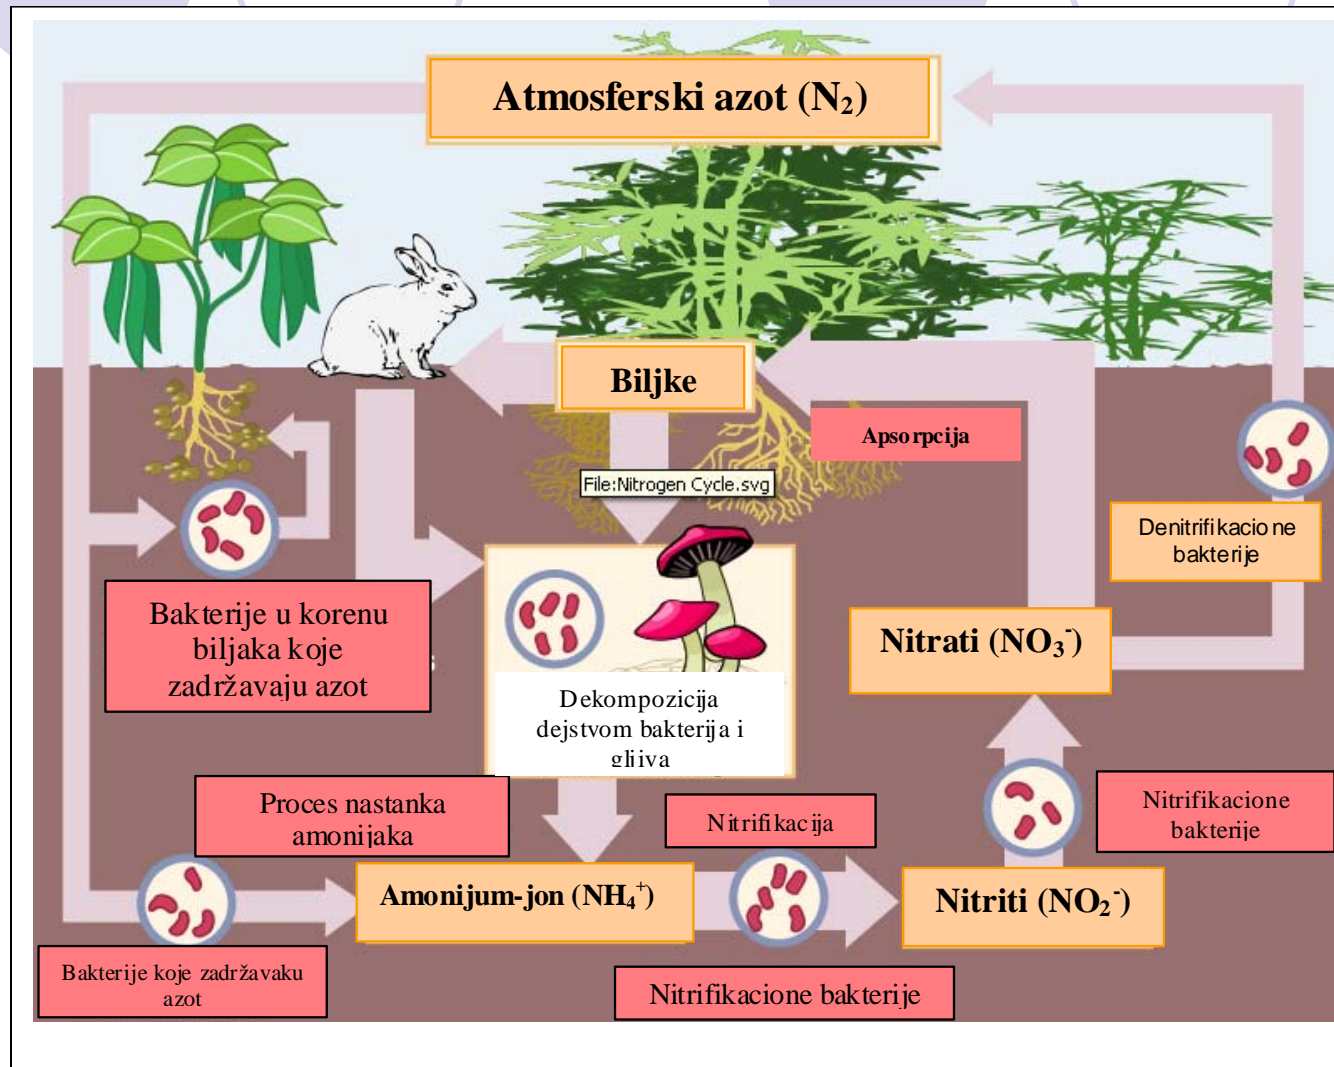 Atmosferski azot (N₂)
Biljke
Apsorpcija
File:Nitrogen Cycle.svg
Denitrifikacione
bakterije
Bakterije u korenu
biljaka koje
zadržavaju azot
Nitrati (NO₃⁻)
Dekompozicija
dejstvom bakterija i
gljiva
Proces nastanka
amonijaka
Nitrifikacija
Nitrifikacione
bakterije
Amonijum-jon (NH₄⁺)
Nitriti (NO₂⁻)
Bakterije koje zadržavaku
azot
Nitrifikacione bakterije